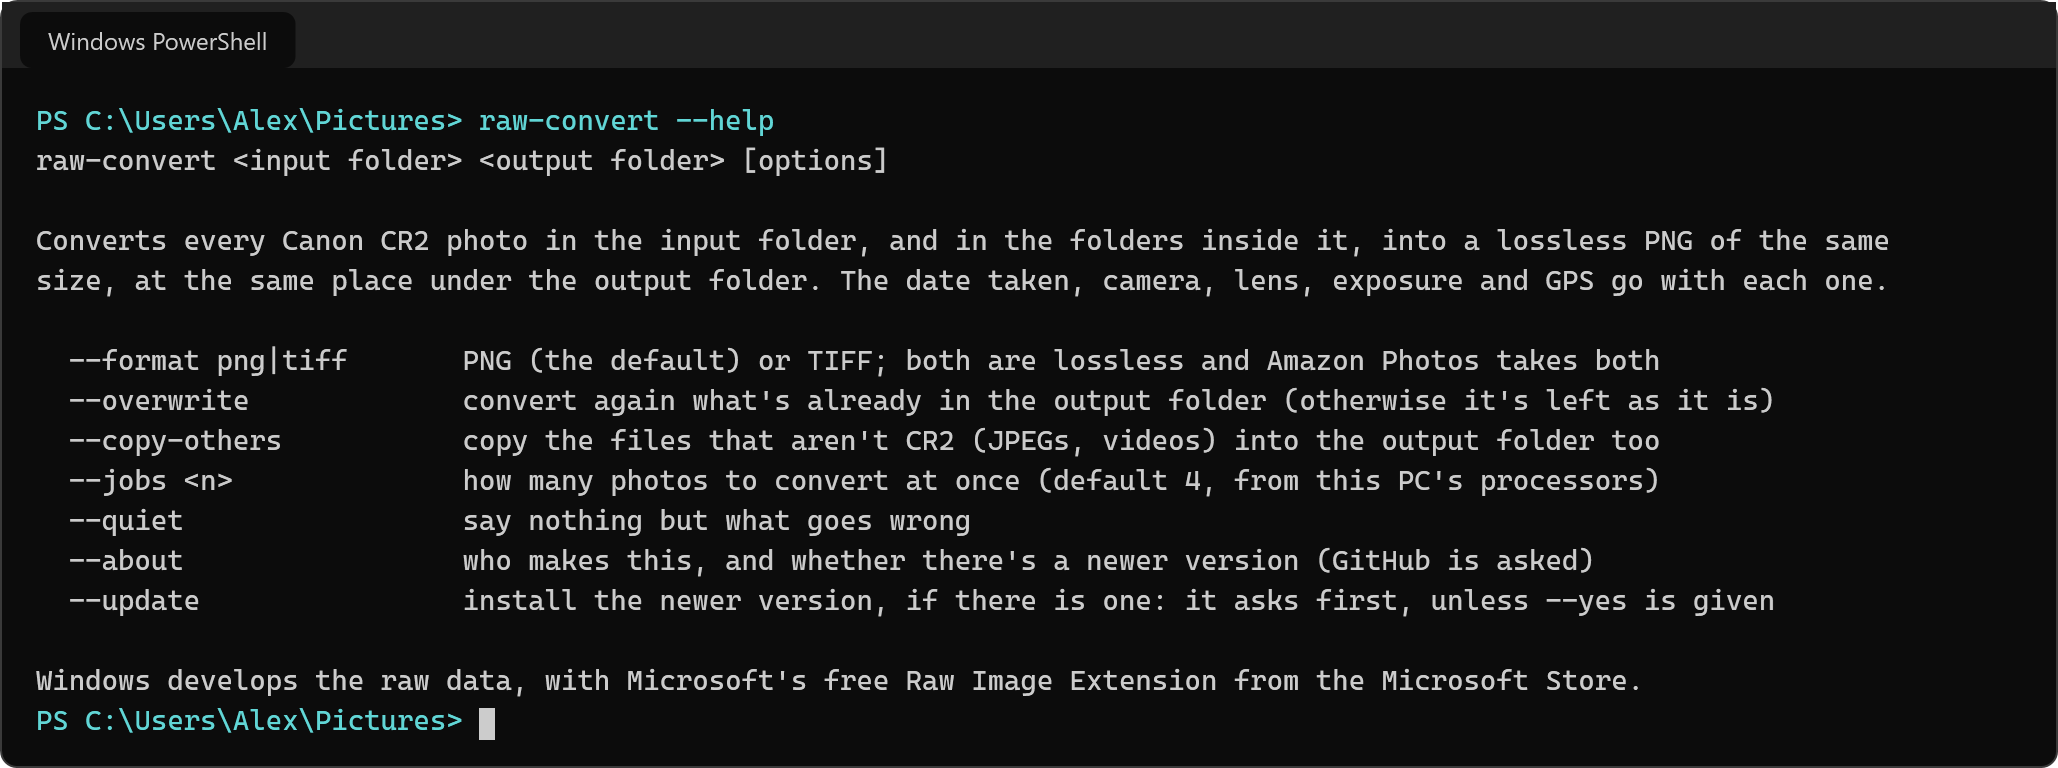 Windows PowerShell
PS C:\Users\Alex\Pictures> raw-convert --help
raw-convert <input folder> <output folder> [options]
Converts every Canon CR2 photo in the input folder, and in the folders inside it, into a lossless PNG of the same
size, at the same place under the output folder. The date taken, camera, lens, exposure and GPS go with each one.
--format png|tiff PNG (the default) or TIFF; both are lossless and Amazon Photos takes both
--overwrite convert again what's already in the output folder (otherwise it's left as it is)
--copy-others copy the files that aren't CR2 (JPEGs, videos) into the output folder too
--jobs <n> how many photos to convert at once (default 4, from this PC's processors)
--quiet say nothing but what goes wrong
--about who makes this, and whether there's a newer version (GitHub is asked)
--update install the newer version, if there is one: it asks first, unless --yes is given
Windows develops the raw data, with Microsoft's free Raw Image Extension from the Microsoft Store.
PS C:\Users\Alex\Pictures>